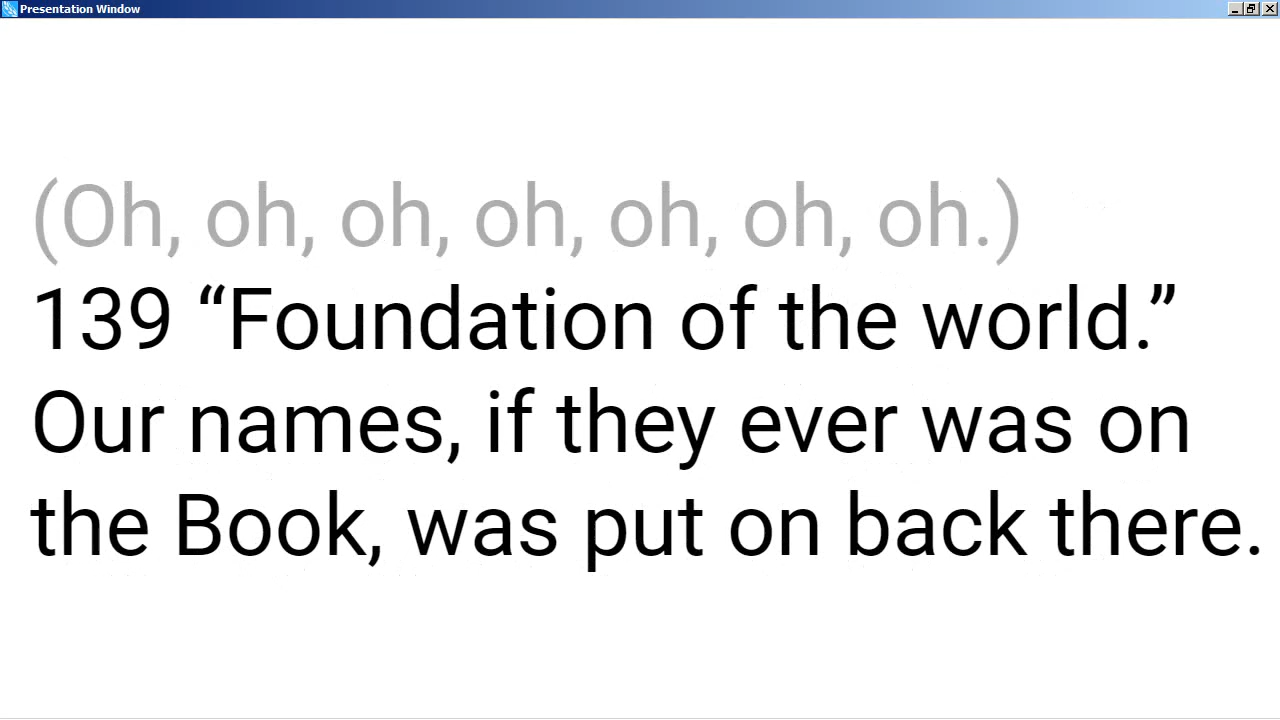 Presentation Window
(Oh, oh, oh, oh, oh, oh, oh.)
139 “Foundation of the world.”
Our names, if they ever was on
the Book, was put on back there.